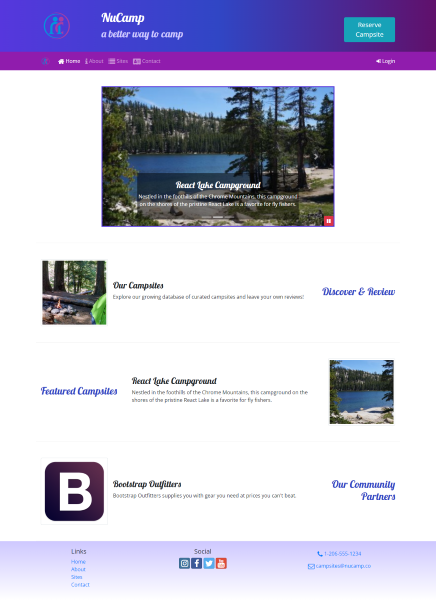 NuCamp
a better way to camp
Reserve
Campsite
Home
About
Sites
Contact
Login
React Lake Campground
Nestled in the foothills of the Chrome Mountains, this campground
on the shores of the pristine React Lake is a favorite for fly fishers.
Our Campsites
Explore our growing database of curated campsites and leave your own reviews!
Discover & Review
Featured Campsites
React Lake Campground
Nestled in the foothills of the Chrome Mountains, this campground on the
shores of the pristine React Lake is a favorite for fly fishers.
B
Bootstrap Outfitters
Bootstrap Outfitters supplies you with gear you need at prices you can't beat.
Our Community
Partners
Links
Home
About
Sites
Contact
Social
1-206-555-1234
campsites@nucamp.co